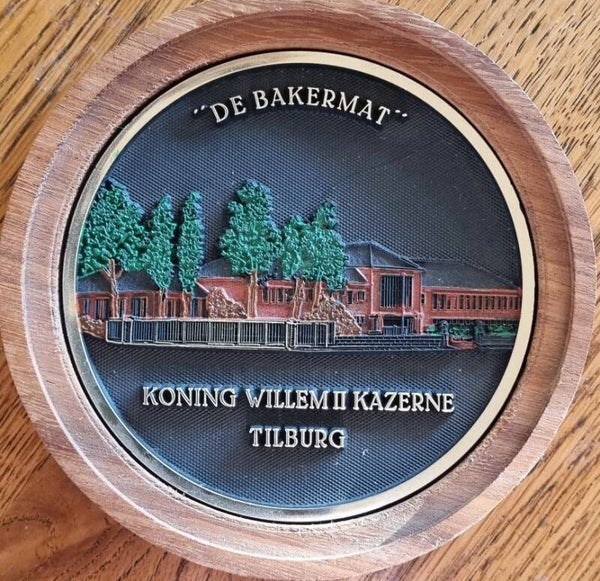 "DE BAKERMAT"
KONING WILLEM II KAZERNE
TILBURG